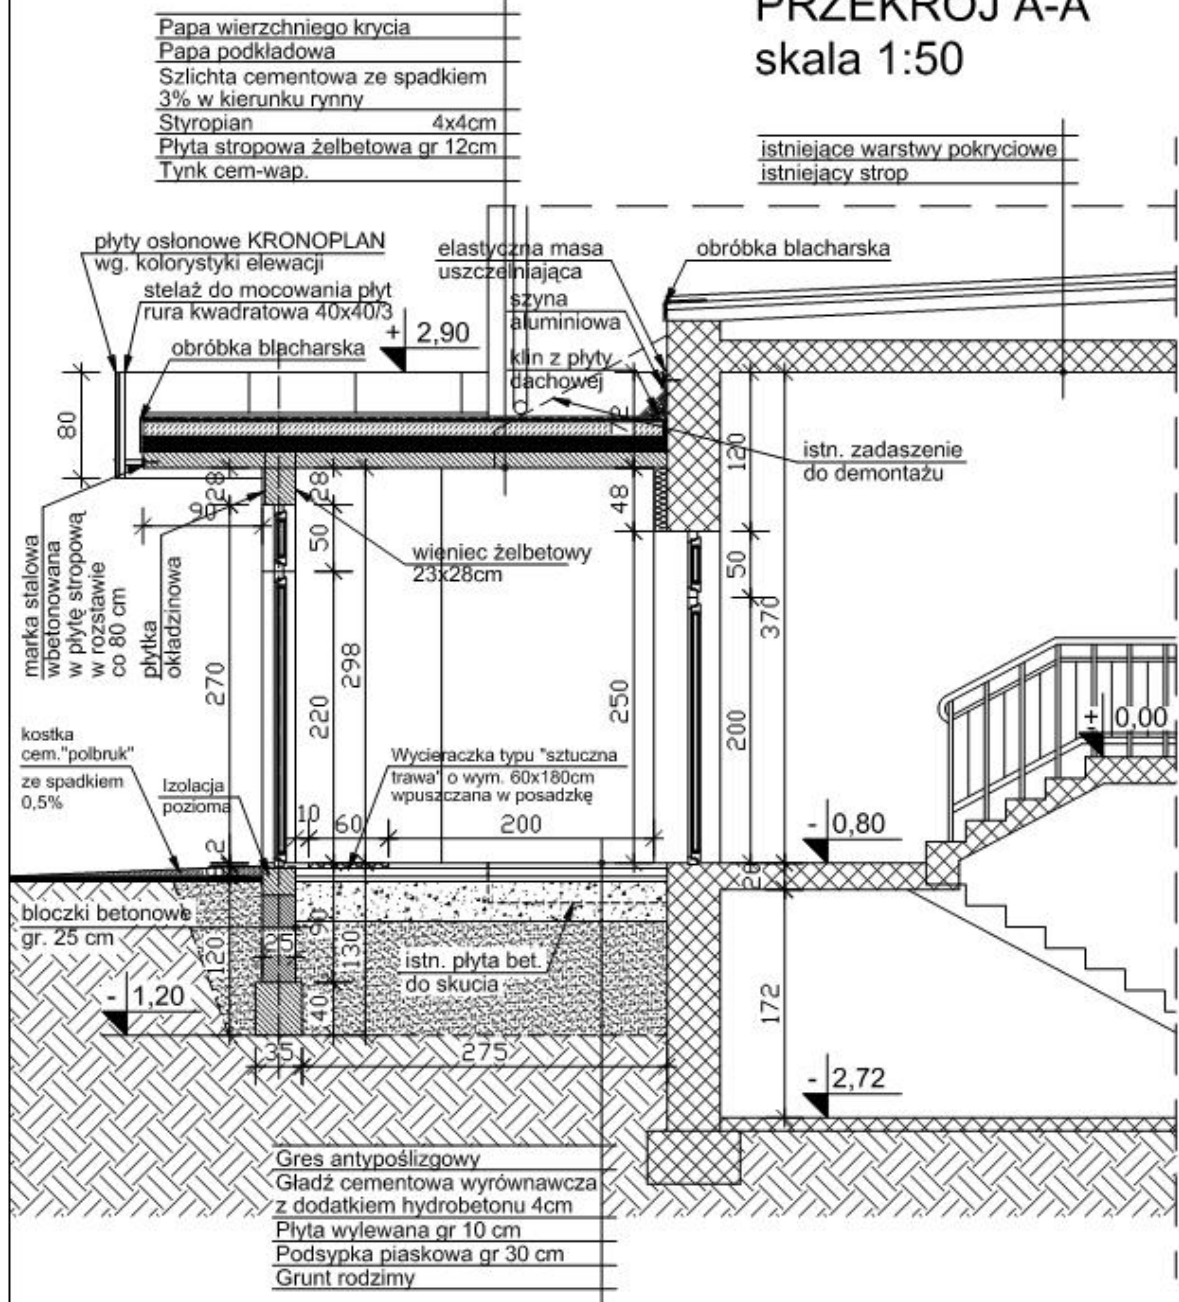 PRZEKRÓJ A-A
skala 1:50
Papa wierzchniego krycia
Papa podkładowa
Szlichta cementowa ze spadkiem
3% w kierunku rynny
Styropian 4x4cm
Płyta stropowa żelbetowa gr 12cm
Tynk cem-wap.
istniejące warstwy pokryciowe
istniejący strop
płyty osłonowe KRONOPLAN
wg. kolorystyki elewacji
stelaż do mocowania płyt
rura kwadratowa 40x40/3
obróbka blacharska
+ 2,90
elastyczna masa
uszczelniająca
szyna
aluminiowa
klin z płyty
dachowej
obróbka blacharska
istn. zadaszenie
do demontażu
80
28
90
28
50
48
120
50
370
12
wieniec żelbetowy
23x28cm
marka stalowa
wbetonowana
w płytę stropową
w rozstawie
co 80 cm
płytka
okładzinowa
270
298
220
250
200
kostka
cem."polbruk"
ze spadkiem
0,5%
Izolacja
pozioma
Wycieraczka typu "sztuczna
trawa" o wym. 60x180cm
wpuszczana w posadzkę
10
60
200
2
± 0,00
- 0,80
20
bloczki betonowe
gr. 25 cm
120
25
90
130
40
istn. płyta bet.
do skucia
- 1,20
172
35
275
- 2,72
Gres antypoślizgowy
Gładź cementowa wyrównawcza
z dodatkiem hydrobetonu 4cm
Płyta wylewana gr 10 cm
Podsypka piaskowa gr 30 cm
Grunt rodzimy